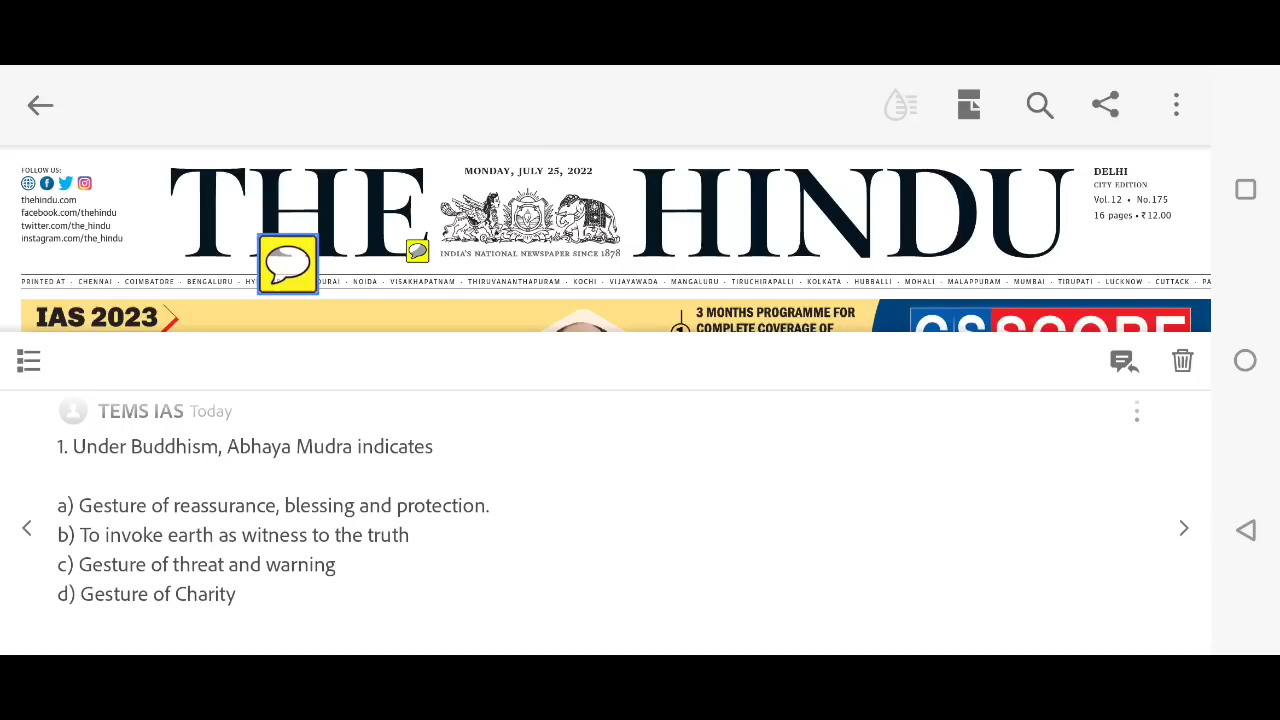 FOLLOW US:
thehindu.com
facebook.com/thehindu
twitter.com/the_hindu
instagram.com/the_hindu
THE HINDU
MONDAY, JULY 25, 2022
INDIA'S NATIONAL NEWSPAPER SINCE 1878
DELHI
CITY EDITION
Vol.12 • No.175
16 pages • ₹12.00
PRINTED AT · CHENNAI · COIMBATORE · BENGALURU · HY DURAI · NOIDA · VISAKHAPATNAM · THIRUVANANTHAPURAM · KOCHI · VIJAYAWADA · MANGALURU · TIRUCHIRAPALLI · KOLKATA · HUBBALLI · MOHALI · MALAPPURAM · MUMBAI · TIRUPATI · LUCKNOW · CUTTACK · PA
IAS 2023
3 MONTHS PROGRAMME FOR
COMPLETE COVERAGE OF
GS SCORE
TEMS IAS Today
1. Under Buddhism, Abhaya Mudra indicates
a) Gesture of reassurance, blessing and protection.
b) To invoke earth as witness to the truth
c) Gesture of threat and warning
d) Gesture of Charity